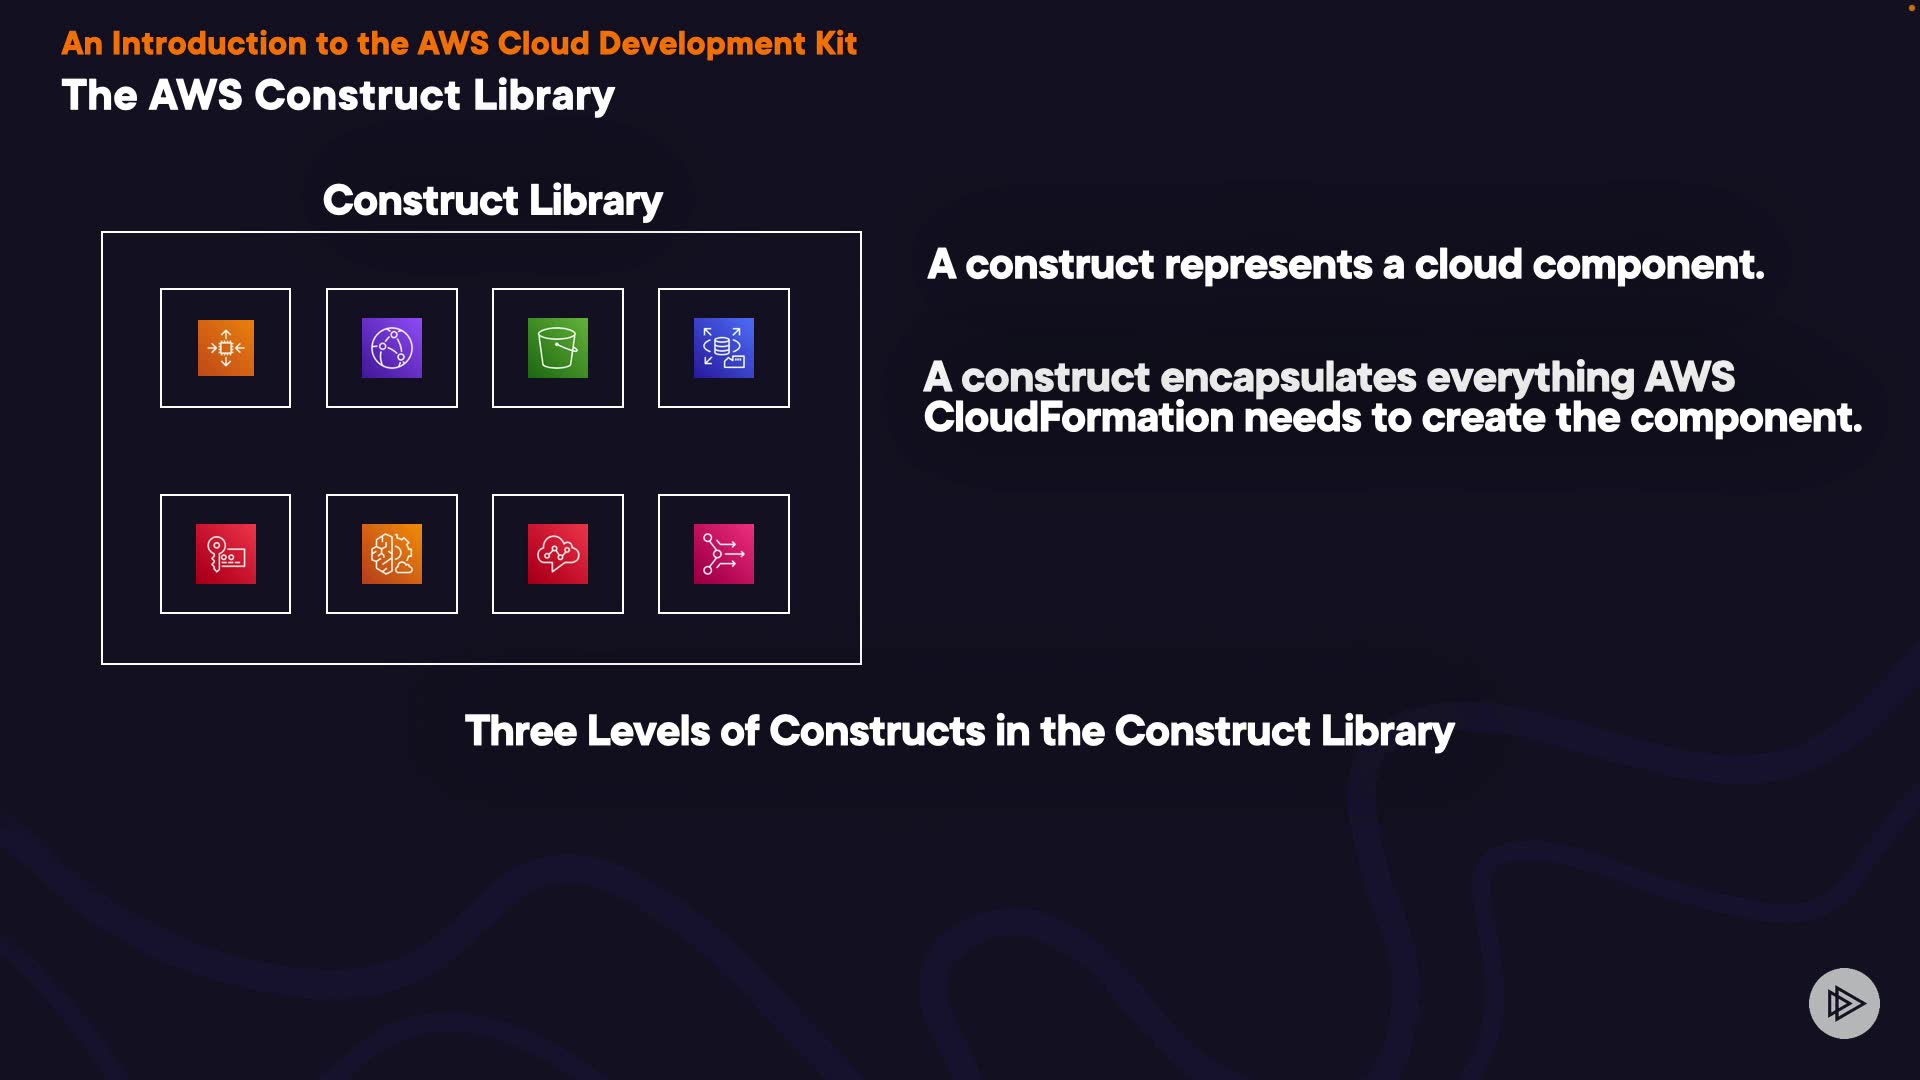 An Introduction to the AWS Cloud Development Kit
The AWS Construct Library
Construct Library
A construct represents a cloud component.
A construct encapsulates everything AWS
CloudFormation needs to create the component.
Three Levels of Constructs in the Construct Library